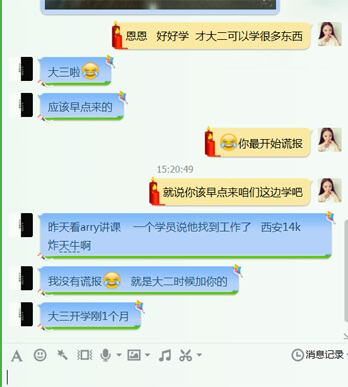 恩恩　好好学　才大二可以学很多东西
大三啦😂
应该早点来的
😂你最开始谎报
15:20:49
就说你该早点来咱们这边学吧
昨天看arry讲课　一个学员说他找到工作了　西安14k
炸天牛啊
我没有谎报😂　就是大二时候加你的
大三开学刚1个月
消息记录